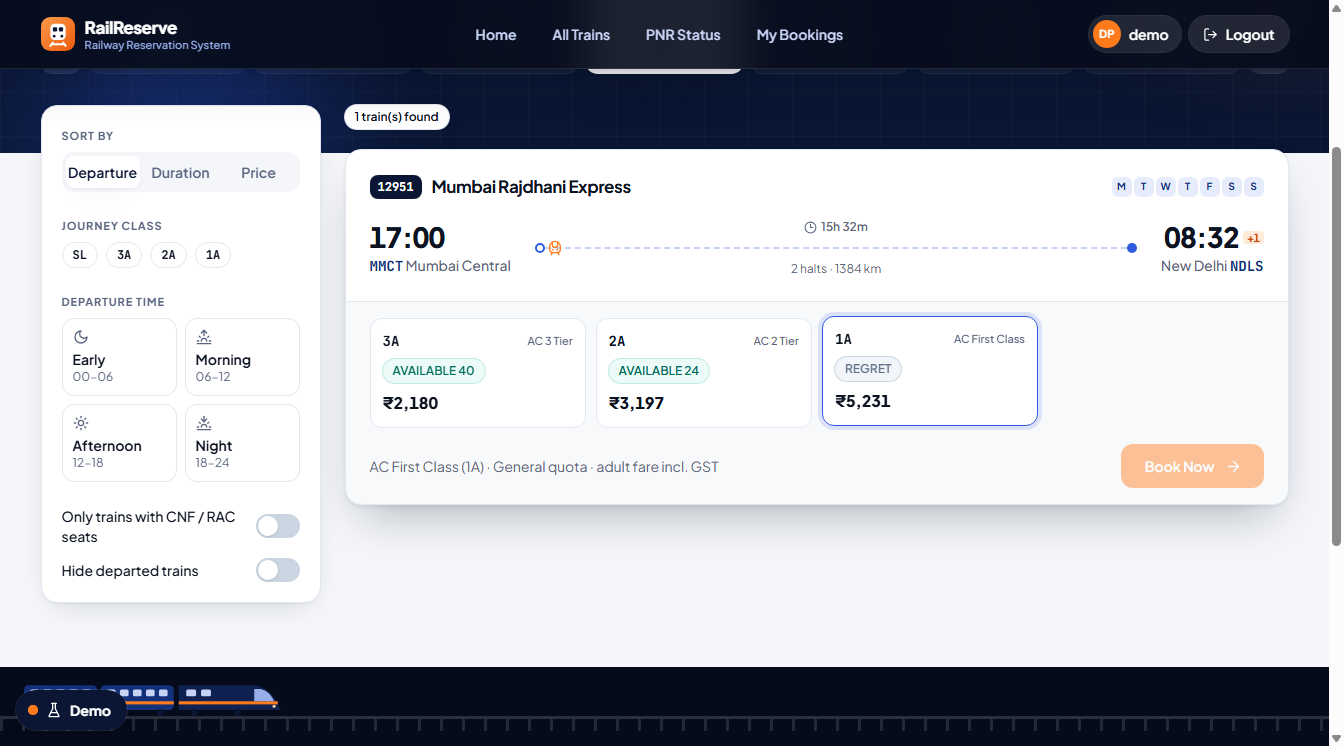 RailReserve
Railway Reservation System
Home
All Trains
PNR Status
My Bookings
DP demo
Logout
SORT BY
Departure Duration Price
JOURNEY CLASS
SL 3A 2A 1A
DEPARTURE TIME
Early
00–06
Morning
06–12
Afternoon
12–18
Night
18–24
Only trains with CNF / RAC
seats
Hide departed trains
1 train(s) found
12951 Mumbai Rajdhani Express
M T W T F S S
17:00
MMCT Mumbai Central
15h 32m
2 halts · 1384 km
08:32 +1
New Delhi NDLS
3A AC 3 Tier
AVAILABLE 40
₹2,180
2A AC 2 Tier
AVAILABLE 24
₹3,197
1A AC First Class
REGRET
₹5,231
AC First Class (1A) · General quota · adult fare incl. GST
Book Now
Demo